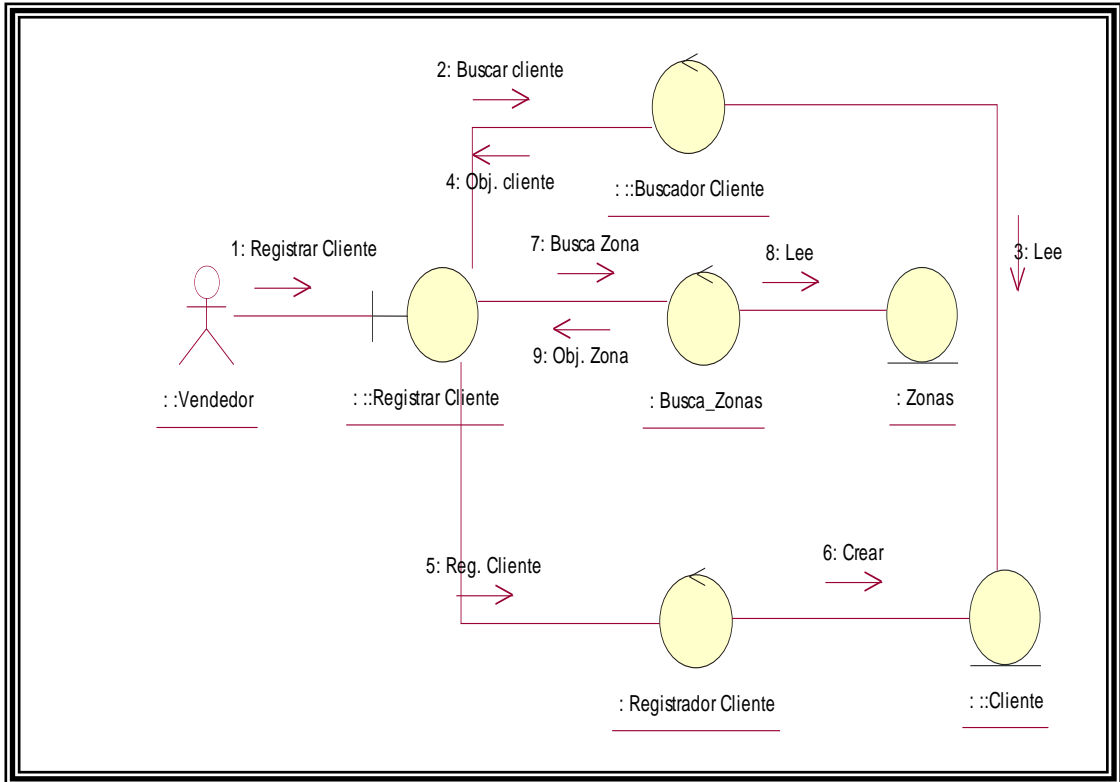 2: Buscar cliente
4: Obj. cliente
: ::Buscador Cliente
1: Registrar Cliente
7: Busca Zona
8: Lee
3: Lee
9: Obj. Zona
: :Vendedor
: ::Registrar Cliente
: Busca_Zonas
: Zonas
5: Reg. Cliente
6: Crear
: Registrador Cliente
: ::Cliente